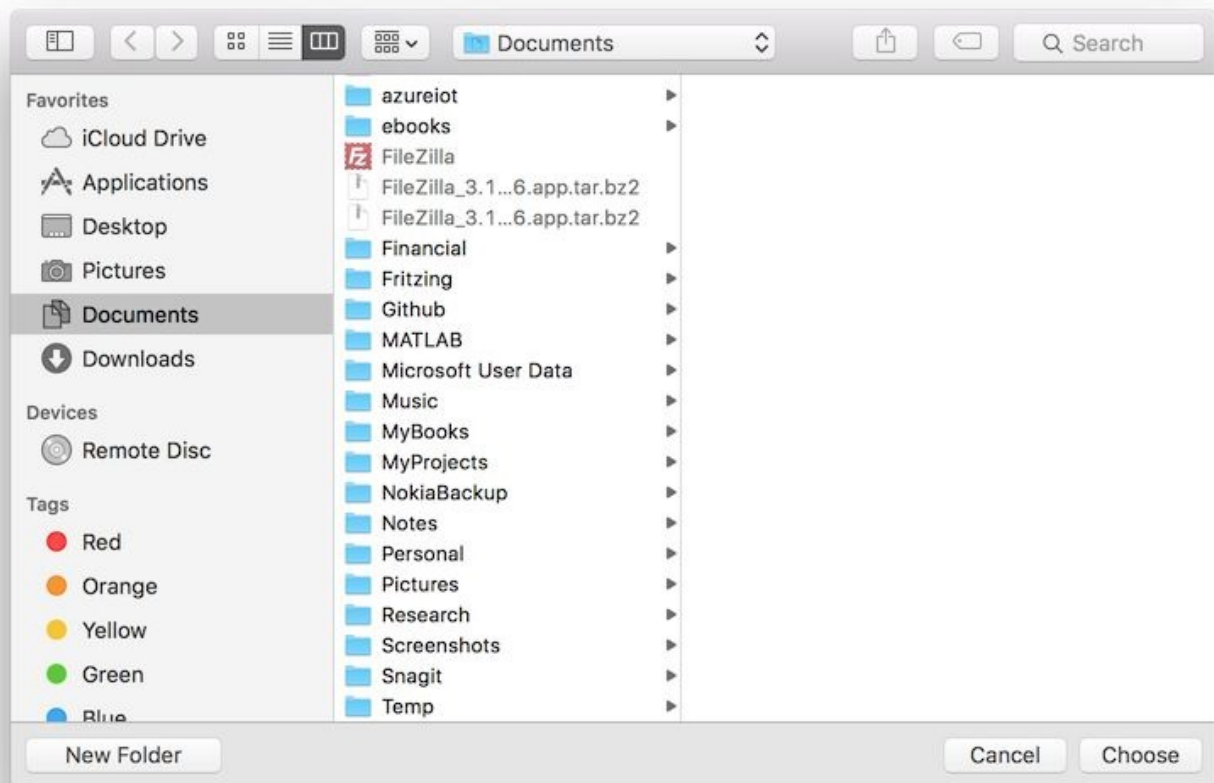 Documents
Search
Favorites
iCloud Drive
Applications
Desktop
Pictures
Documents
Downloads
Devices
Remote Disc
Tags
Red
Orange
Yellow
Green
Blue
azureiot
ebooks
FileZilla
FileZilla_3.1...6.app.tar.bz2
FileZilla_3.1...6.app.tar.bz2
Financial
Fritzing
Github
MATLAB
Microsoft User Data
Music
MyBooks
MyProjects
NokiaBackup
Notes
Personal
Pictures
Research
Screenshots
Snagit
Temp
New Folder
Cancel
Choose